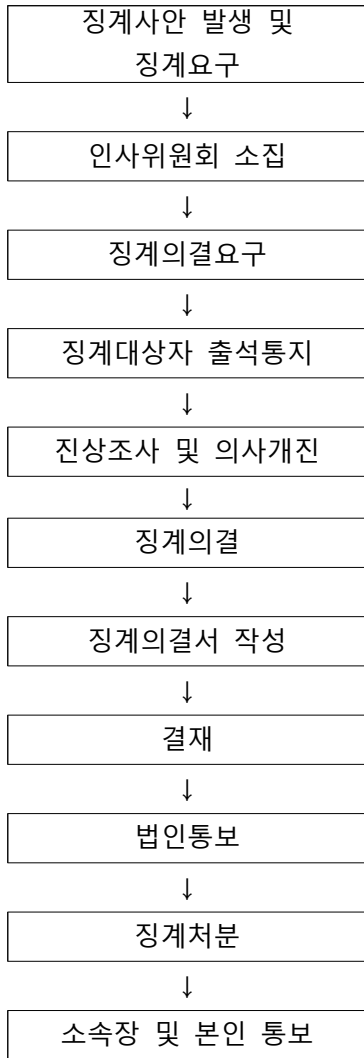 징계사안 발생 및
징계요구
↓
인사위원회 소집
↓
징계의결요구
↓
징계대상자 출석통지
↓
진상조사 및 의사개진
↓
징계의결
↓
징계의결서 작성
↓
결재
↓
법인통보
↓
징계처분
↓
소속장 및 본인 통보